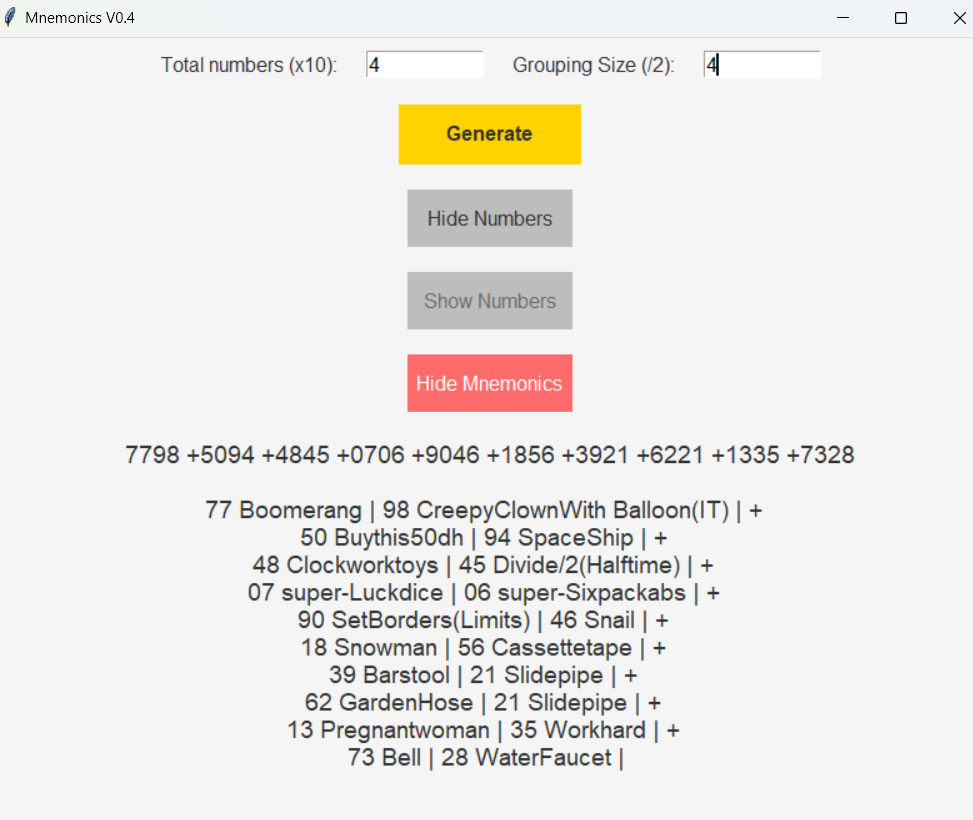 Mnemonics V0.4
Total numbers (x10): 4 Grouping Size (/2): 4
Generate
Hide Numbers
Show Numbers
Hide Mnemonics
7798 +5094 +4845 +0706 +9046 +1856 +3921 +6221 +1335 +7328
77 Boomerang | 98 CreepyClownWith Balloon(IT) | +
50 Buythis50dh | 94 SpaceShip | +
48 Clockworktoys | 45 Divide/2(Halftime) | +
07 super-Luckdice | 06 super-Sixpackabs | +
90 SetBorders(Limits) | 46 Snail | +
18 Snowman | 56 Cassettetape | +
39 Barstool | 21 Slidepipe | +
62 GardenHose | 21 Slidepipe | +
13 Pregnantwoman | 35 Workhard | +
73 Bell | 28 WaterFaucet |